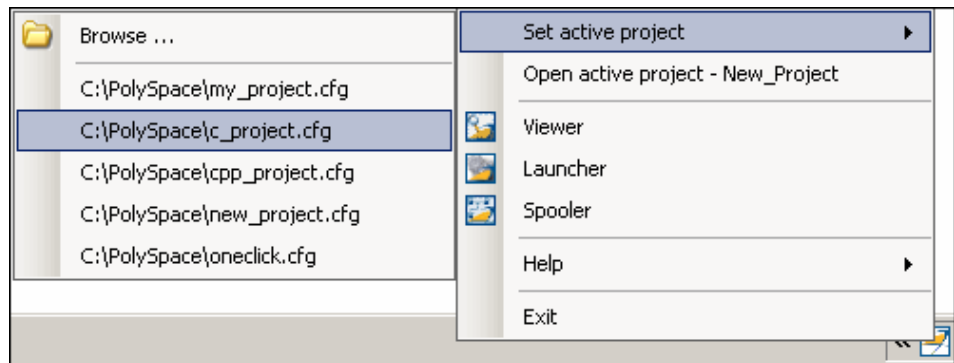 Browse ...
C:\PolySpace\my_project.cfg
C:\PolySpace\c_project.cfg
C:\PolySpace\cpp_project.cfg
C:\PolySpace\new_project.cfg
C:\PolySpace\oneclick.cfg
Set active project
Open active project - New_Project
Viewer
Launcher
Spooler
Help
Exit